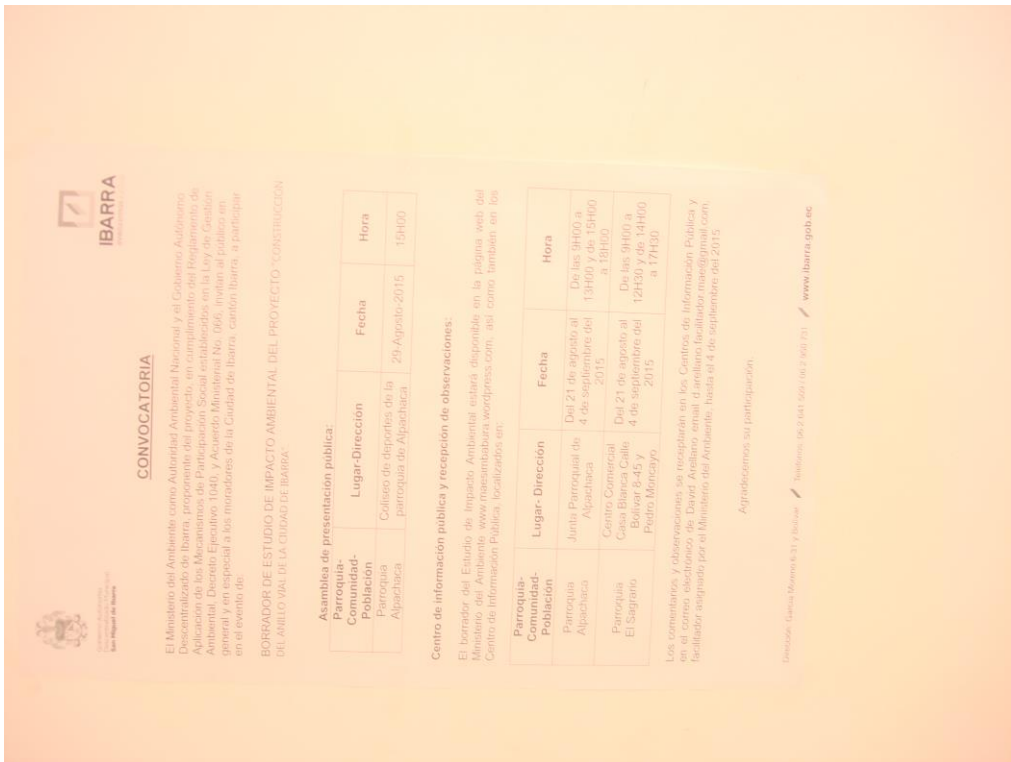 Gobierno Autónomo
Descentralizado Municipal
San Miguel de Ibarra
IBARRA
CONVOCATORIA
El Ministerio del Ambiente como Autoridad Ambiental Nacional y el Gobierno Autónomo
Descentralizado de Ibarra, proponente del proyecto, en cumplimento del Reglamento de
Aplicación de los Mecanismos de Participación Social establecidos en la Ley de Gestión
Ambiental, Decreto Ejecutivo 1040, y Acuerdo Ministerial No. 066, invitan al público en
general y en especial a los moradores de la Ciudad de Ibarra, cantón Ibarra, a participar
en el evento de:
BORRADOR DE ESTUDIO DE IMPACTO AMBIENTAL DEL PROYECTO "CONSTRUCCIÓN
DEL ANILLO VIAL DE LA CIUDAD DE IBARRA"
Asamblea de presentación pública:
Parroquia-Comunidad-Población Lugar-Dirección Fecha Hora
Parroquia Alpachaca Coliseo de deportes de la parroquia de Alpachaca 29-Agosto-2015 15H00
Centro de información pública y recepción de observaciones:
El borrador del Estudio de Impacto Ambiental estará disponible en la página web del
Ministerio del Ambiente www.maeimbabura.wordpress.com, así como también en los
Centro de Información Pública, localizados en:
Parroquia-Comunidad-Población Lugar- Dirección Fecha Hora
Parroquia Alpachaca Junta Parroquial de Alpachaca Del 21 de agosto al 4 de septiembre del 2015 De las 9H00 a 13H00 y de 15H00 a 18H00
Parroquia El Sagrario Centro Comercial Casa Blanca Calle Bolívar 8-45 y Pedro Moncayo Del 21 de agosto al 4 de septiembre del 2015 De las 9H00 a 12H30 y de 14H00 a 17H30
Los comentarios y observaciones se receptarán en los Centros de Información Pública y
en el correo electrónico de David Arellano email d.arellano.facilitador.mae@gmail.com,
facilitador asignado por el Ministerio del Ambiente, hasta el 4 de septiembre del 2015.
Agradecemos su participación.
Dirección: García Moreno 6-31 y Bolívar Teléfonos: www.ibarra.gob.ec